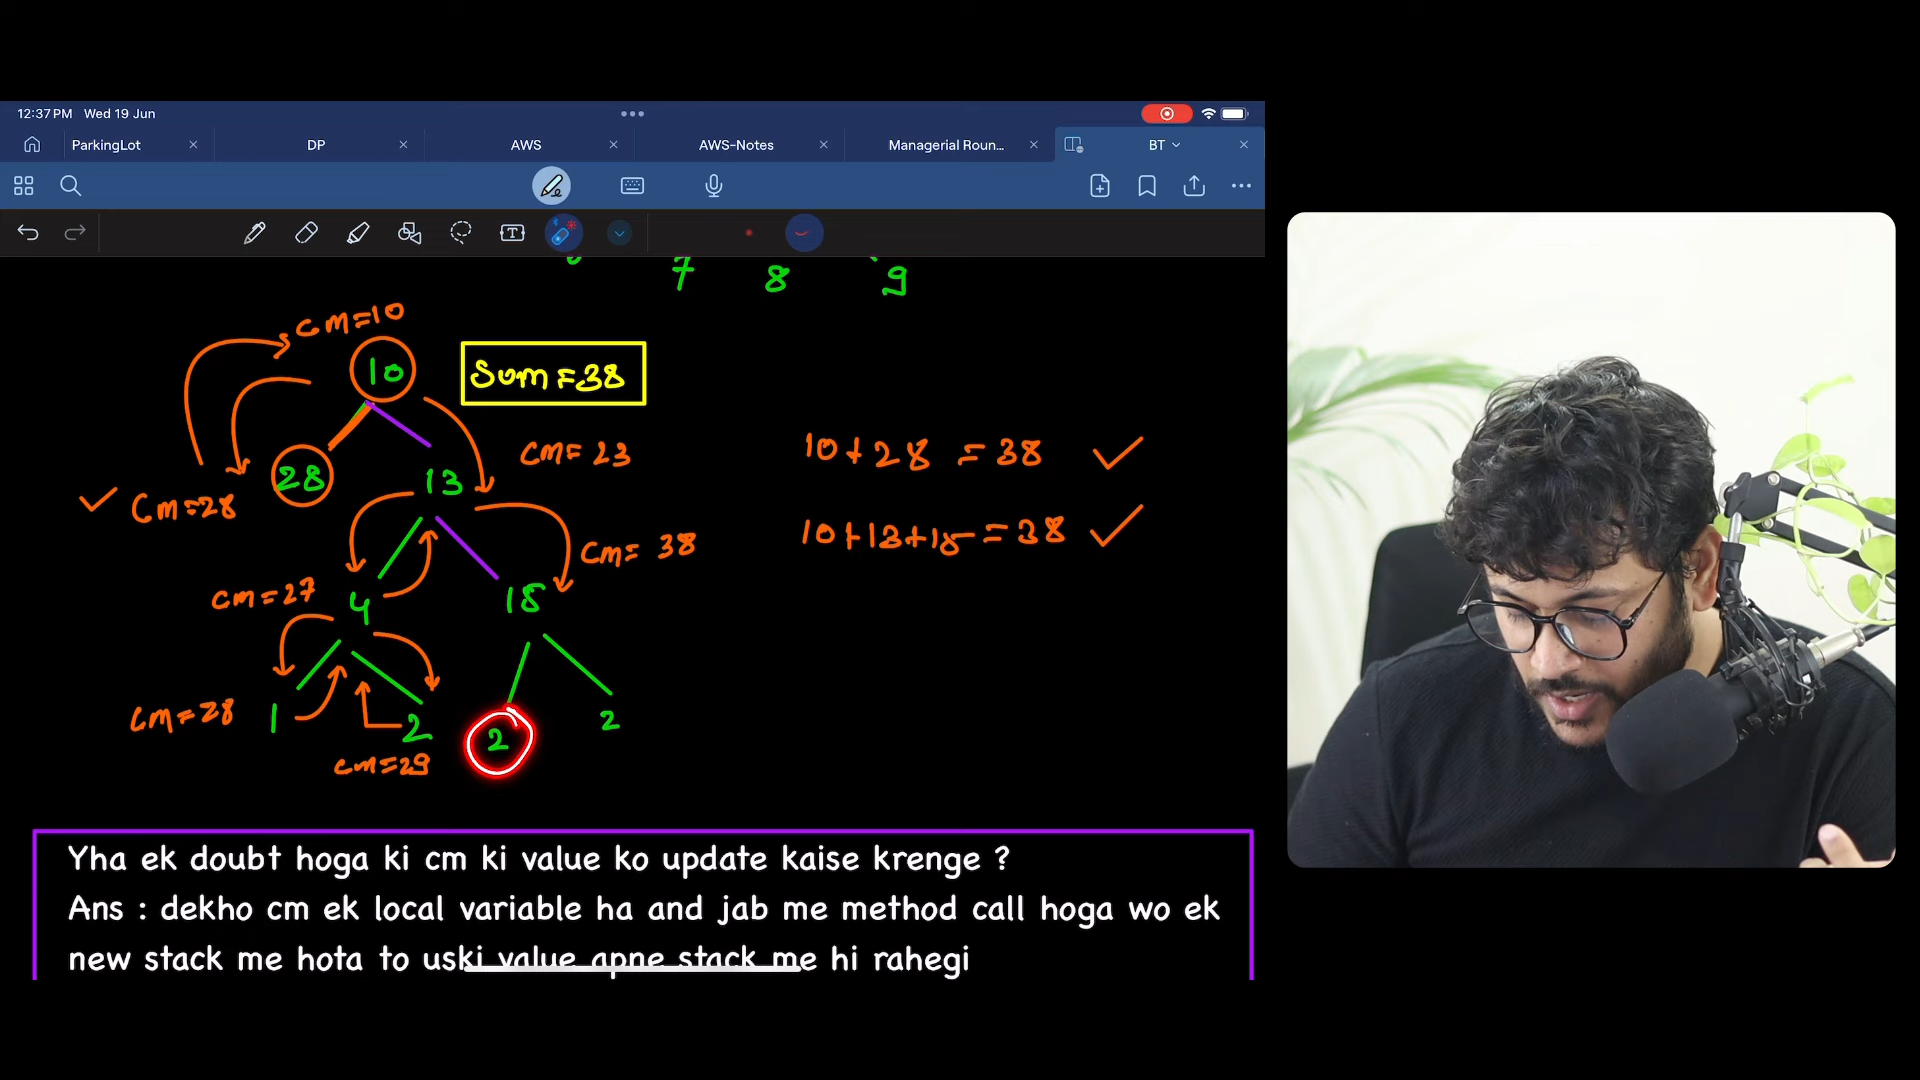 12:37 PM Wed 19 Jun
ParkingLot
DP
AWS
AWS-Notes
Managerial Roun...
BT
7
8
9
cm=10
10
Sum = 38
cm= 23
10+28 = 38
28
13
cm=28
10+13+15=38
cm= 38
cm=27
4
15
cm=28
1
2
2
2
cm=29
Yha ek doubt hoga ki cm ki value ko update kaise krenge ?
Ans : dekho cm ek local variable ha and jab me method call hoga wo ek
new stack me hota to uski value apne stack me hi rahegi